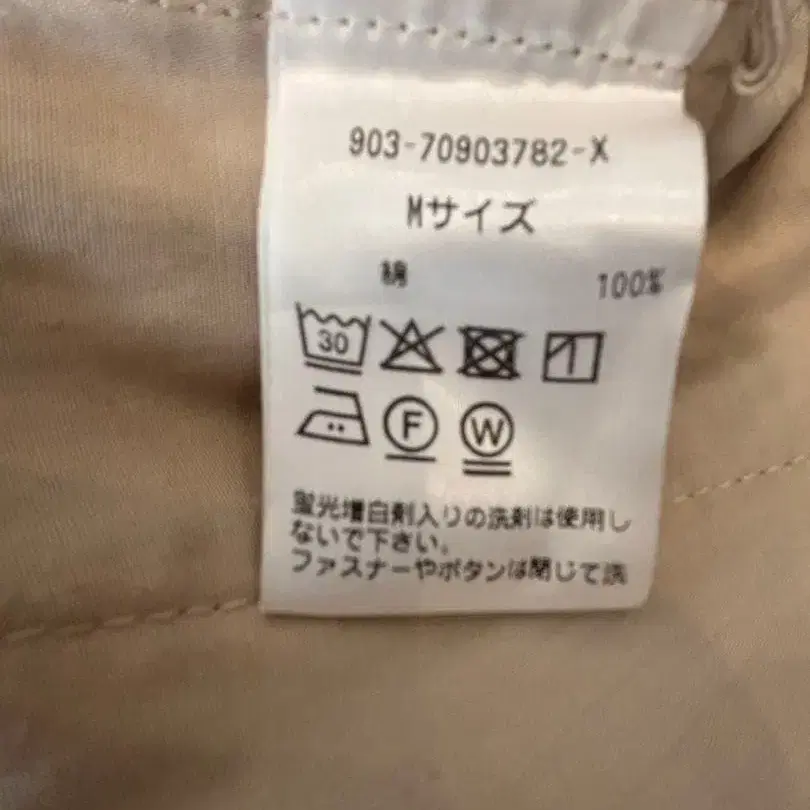 903-70903782-X
Mサイズ
綿 100%
30
F W
蛍光増白剤入りの洗剤は使用し
ないで下さい。
ファスナーやボタンは閉じて洗